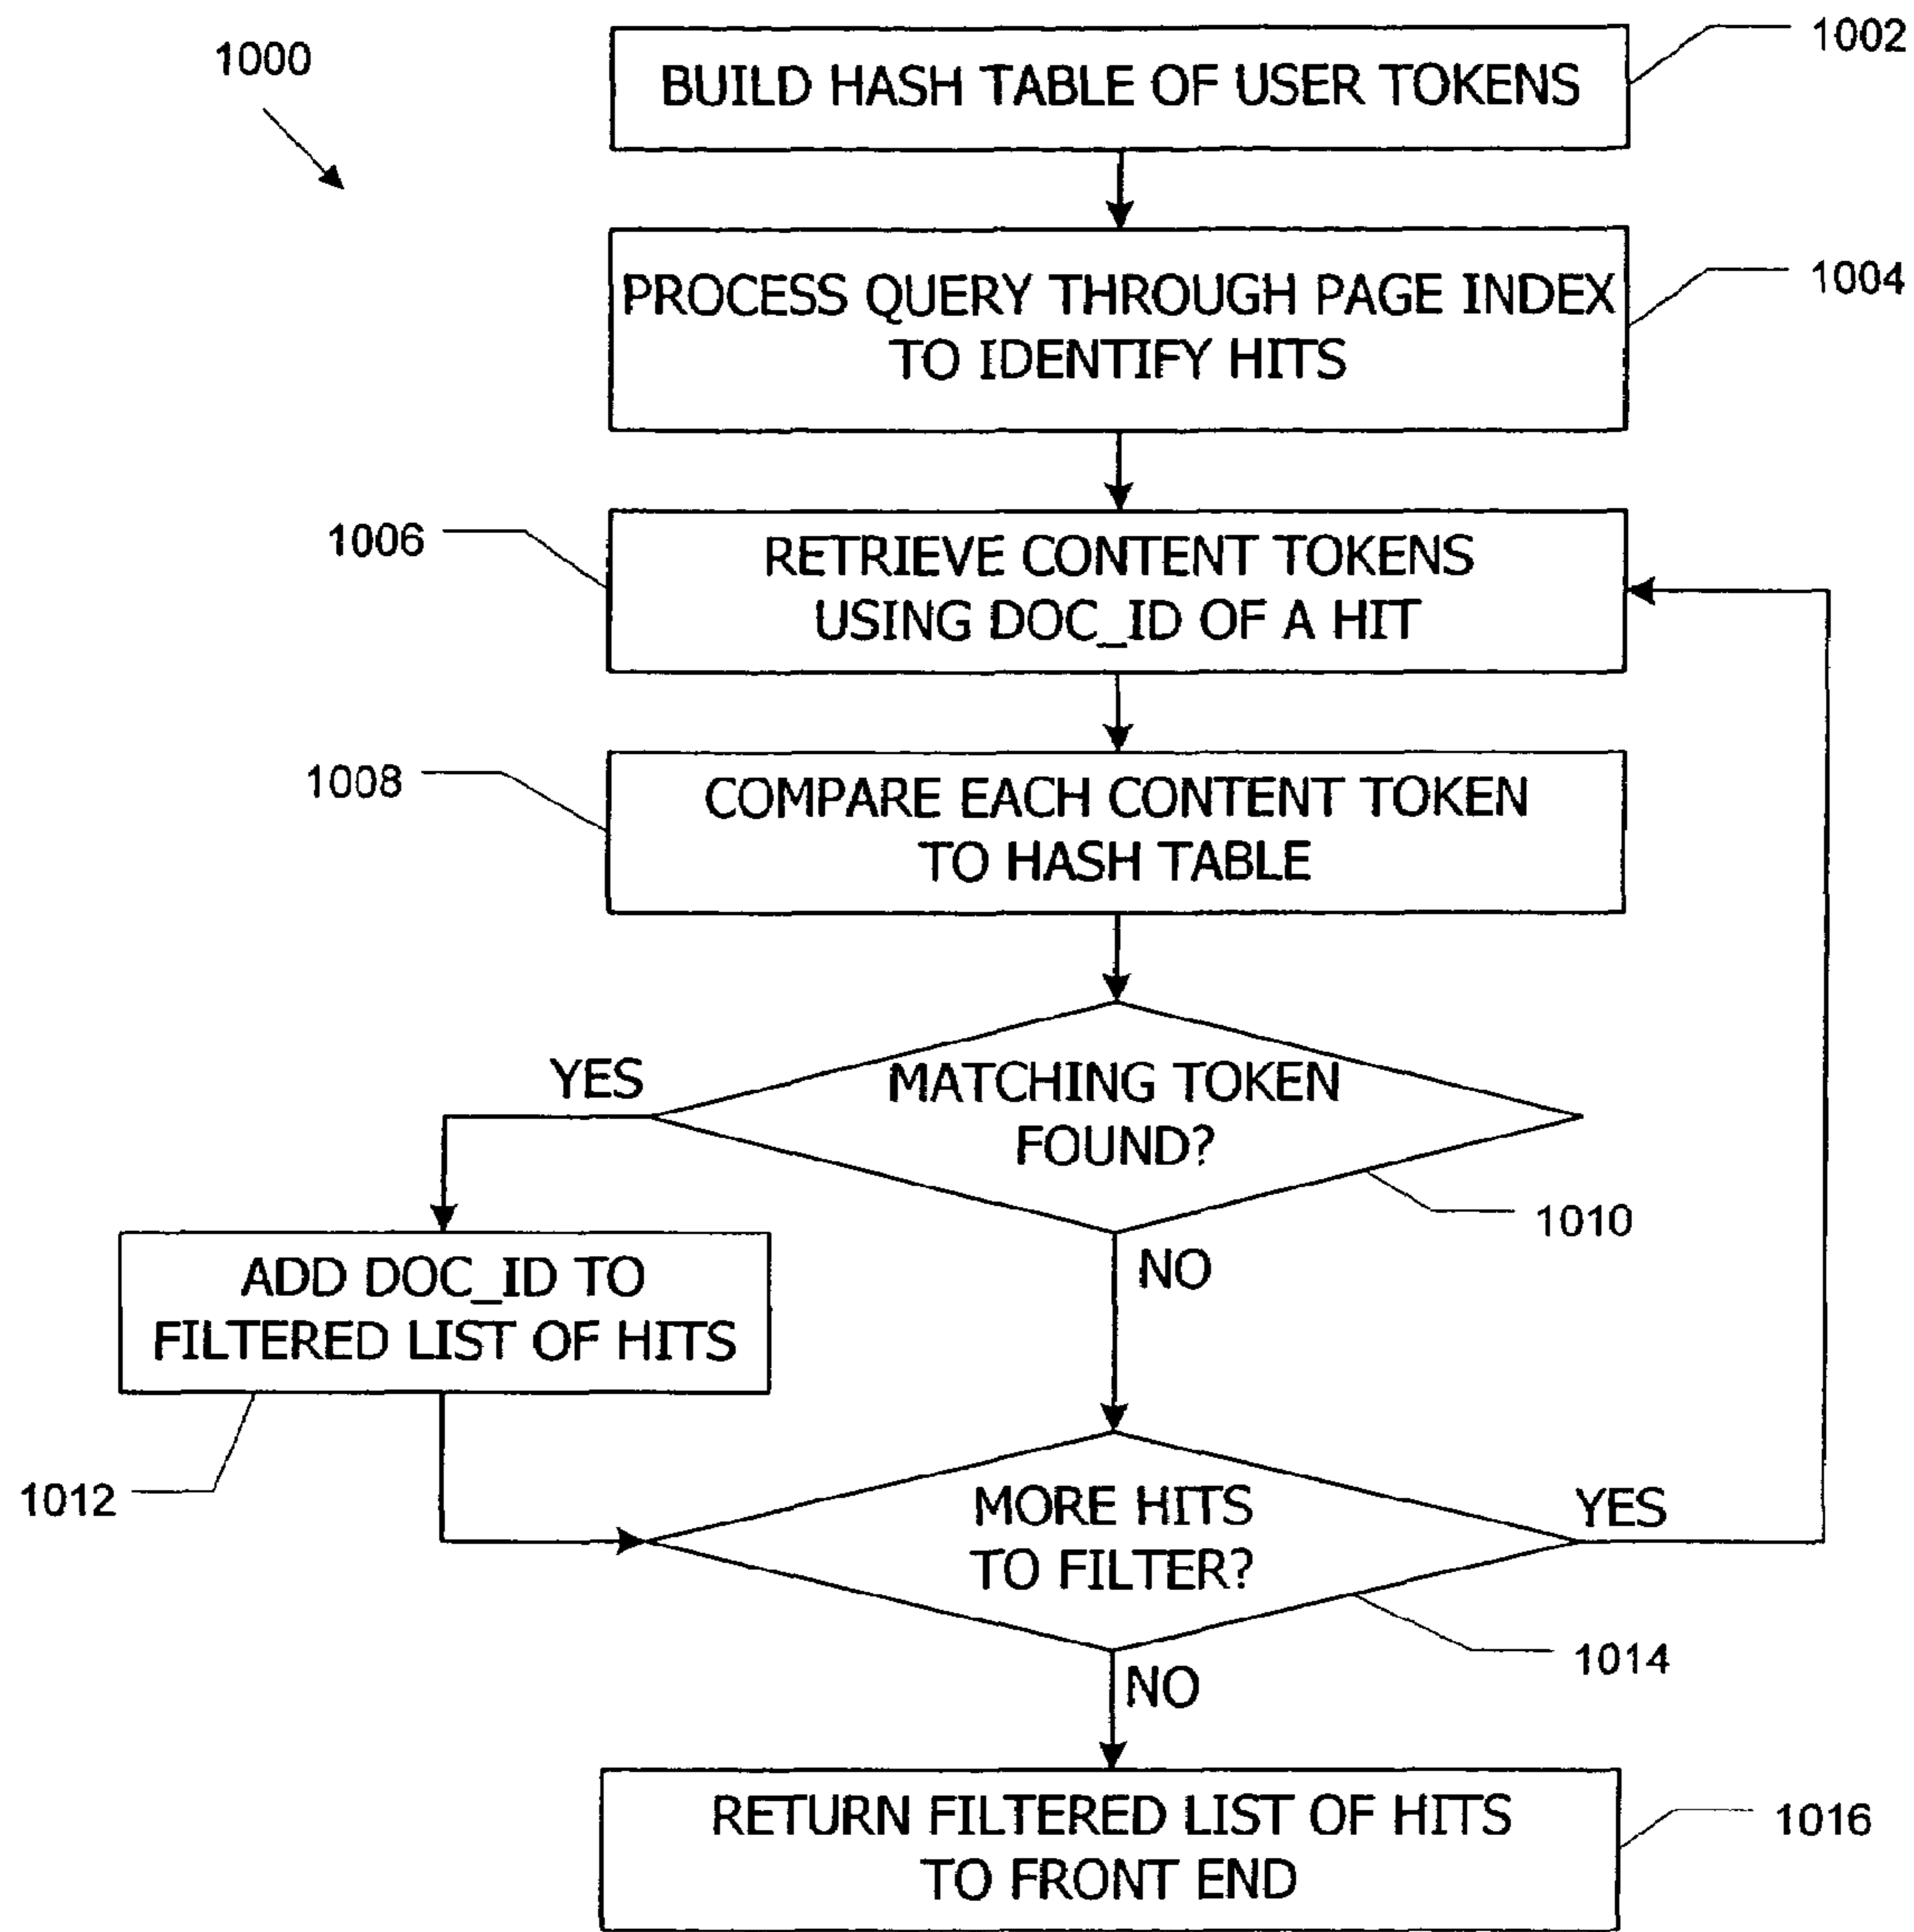 1000
1002
BUILD HASH TABLE OF USER TOKENS
1004
PROCESS QUERY THROUGH PAGE INDEX
TO IDENTIFY HITS
1006
RETRIEVE CONTENT TOKENS
USING DOC_ID OF A HIT
1008
COMPARE EACH CONTENT TOKEN
TO HASH TABLE
YES
MATCHING TOKEN
FOUND?
1010
NO
ADD DOC_ID TO
FILTERED LIST OF HITS
1012
MORE HITS
TO FILTER?
YES
1014
NO
RETURN FILTERED LIST OF HITS
TO FRONT END
1016